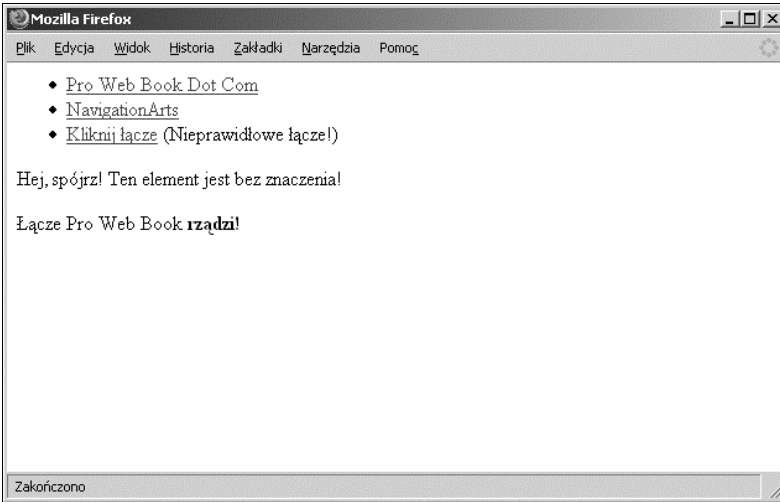 Mozilla Firefox
Plik Edycja Widok Historia Zakładki Narzędzia Pomoc
Pro Web Book Dot Com
NavigationArts
Kliknij łącze (Nieprawidłowe łącze!)
Hej, spójrz! Ten element jest bez znaczenia!
Łącze Pro Web Book rządzi!
Zakończono